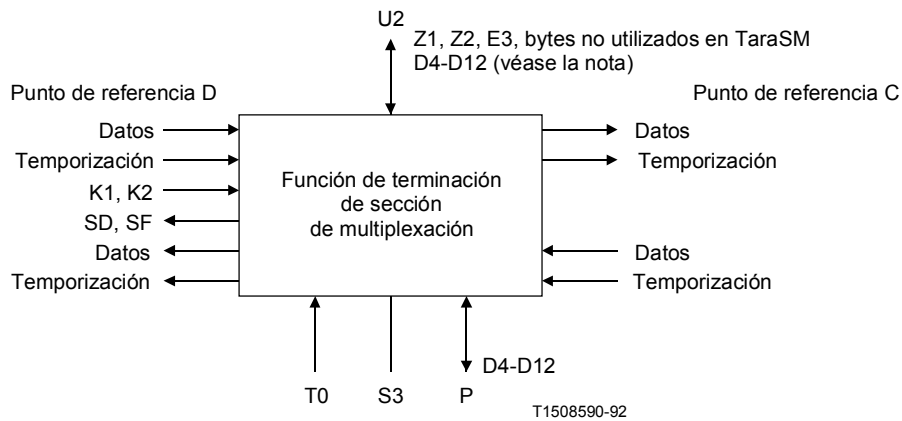 U2
Z1, Z2, E3, bytes no utilizados en TaraSM
D4-D12 (véase la nota)
Punto de referencia D
Punto de referencia C
Datos
Temporización
K1, K2
SD, SF
Datos
Temporización
Función de terminación
de sección
de multiplexación
Datos
Temporización
Datos
Temporización
D4-D12
T0
S3
P
T1508590-92